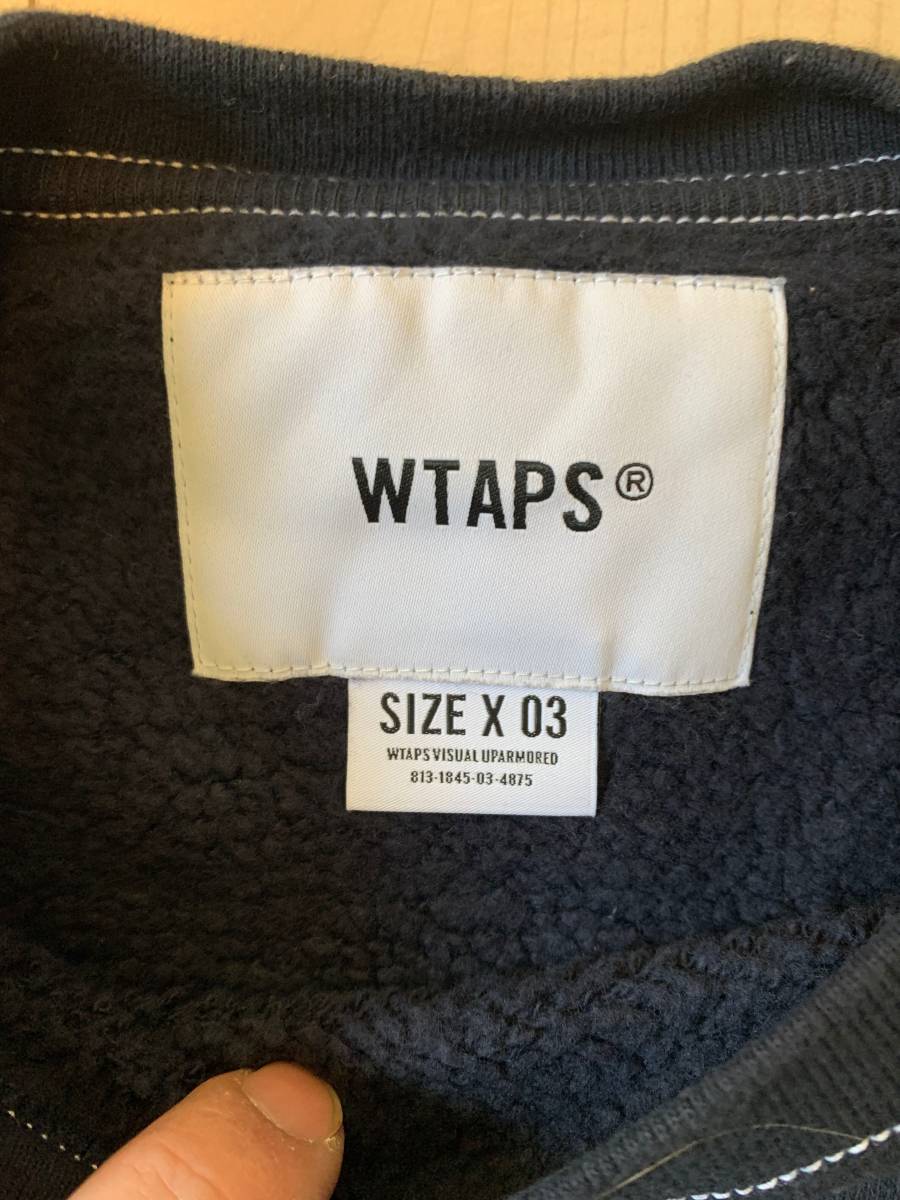 WTAPS®
SIZE X 03
WTAPS VISUAL UPARMORED
813-1845-03-4875